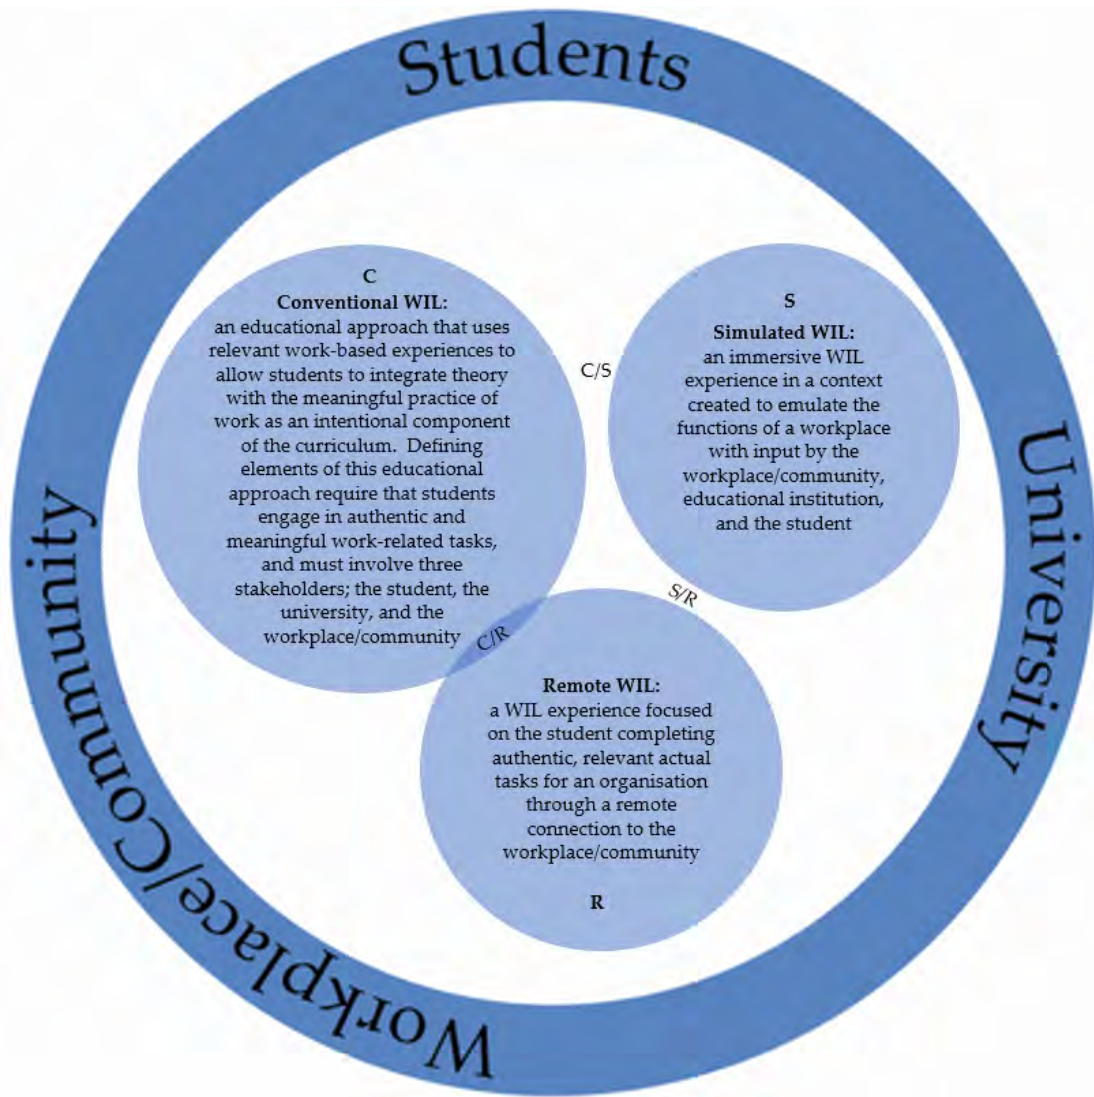 Students
C
Conventional WIL:
an educational approach that uses
relevant work-based experiences to
allow students to integrate theory
with the meaningful practice of
work as an intentional component
of the curriculum.  Defining
elements of this educational
approach require that students
engage in authentic and
meaningful work-related tasks,
and must involve three
stakeholders; the student, the
university, and the
workplace/community
C/S
S
Simulated WIL:
an immersive WIL
experience in a context
created to emulate the
functions of a workplace
with input by the
workplace/community,
educational institution,
and the student
S/R
C/R
Remote WIL:
a WIL experience focused
on the student completing
authentic, relevant actual
tasks for an organisation
through a remote
connection to the
workplace/community
R
University
Workplace/Community